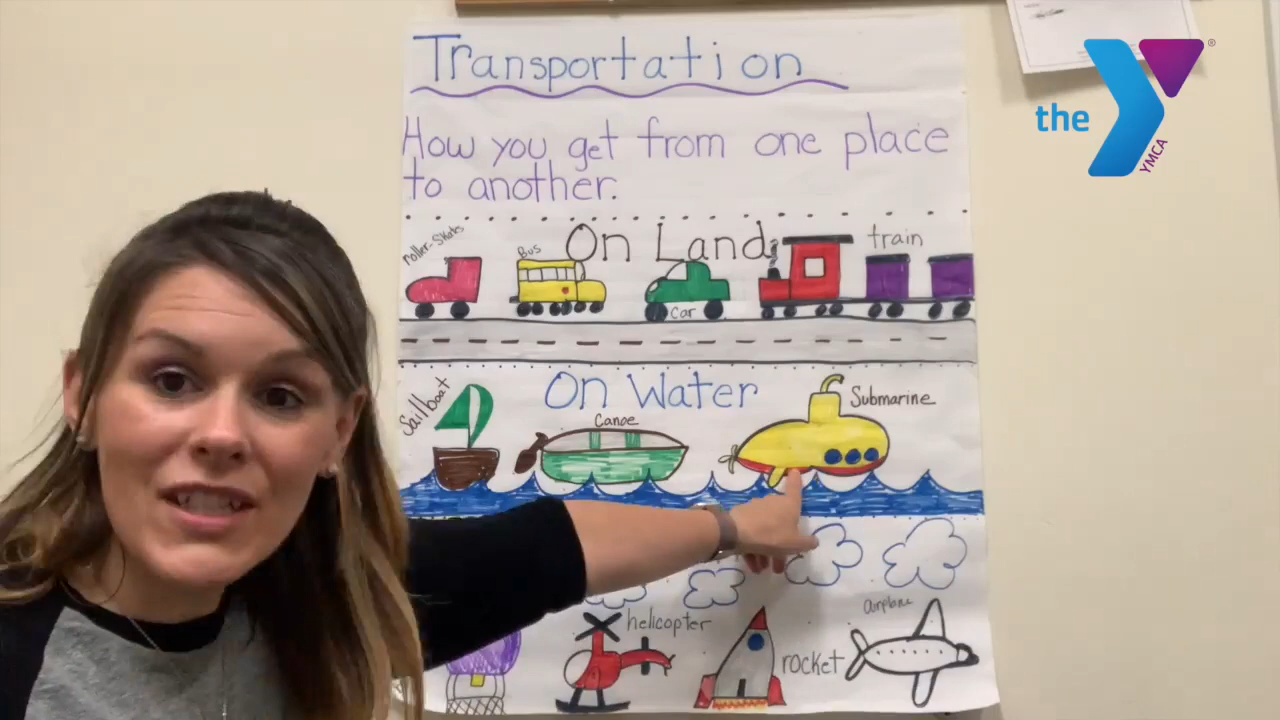 Transportation
How you get from one place
to another.
On Land
roller-skates
Bus
car
train
On Water
Sailboat
Canoe
Submarine
helicopter
rocket
airplane
the
YMCA